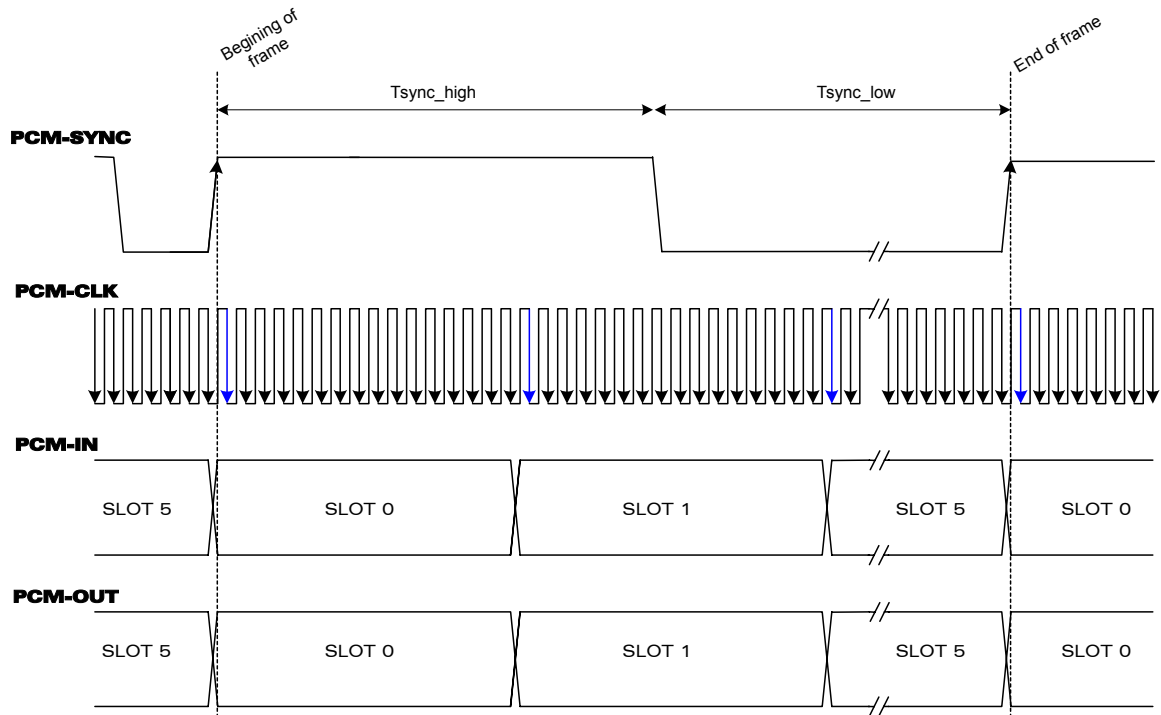 Begining of
frame
End of frame
Tsync_high
Tsync_low
PCM-SYNC
PCM-CLK
PCM-IN
SLOT 5
SLOT 0
SLOT 1
SLOT 5
SLOT 0
PCM-OUT
SLOT 5
SLOT 0
SLOT 1
SLOT 5
SLOT 0